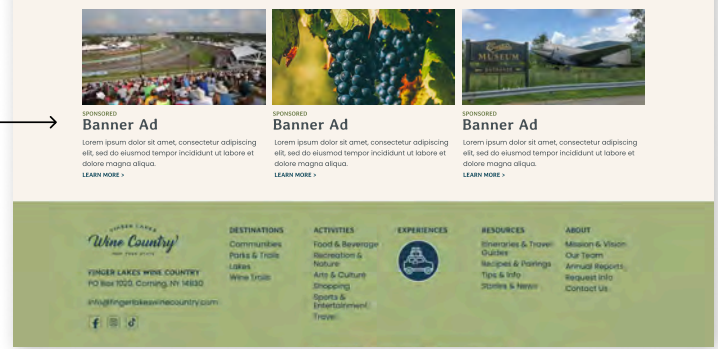 Curtiss
MUSEUM
SPONSORED
Banner Ad
Lorem ipsum dolor sit amet, consectetur adipiscing
elit, sed do eiusmod tempor incididunt ut labore et
dolore magna aliqua.
LEARN MORE >
SPONSORED
Banner Ad
Lorem ipsum dolor sit amet, consectetur adipiscing
elit, sed do eiusmod tempor incididunt ut labore et
dolore magna aliqua.
LEARN MORE >
SPONSORED
Banner Ad
Lorem ipsum dolor sit amet, consectetur adipiscing
elit, sed do eiusmod tempor incididunt ut labore et
dolore magna aliqua.
LEARN MORE >
FINGER LAKES
Wine Country
NEW YORK STATE
FINGER LAKES WINE COUNTRY
PO Box 1020, Corning, NY 14830
info@fingerlakeswinecountry.com
DESTINATIONS
Communities
Parks & Trails
Lakes
Wine Trails
ACTIVITIES
Food & Beverage
Recreation &
Nature
Arts & Culture
Shopping
Sports &
Entertainment
Travel
EXPERIENCES
RESOURCES
Itineraries & Travel
Guides
Recipes & Pairings
Tips & Info
Stories & News
ABOUT
Mission & Vision
Our Team
Annual Reports
Request Info
Contact Us